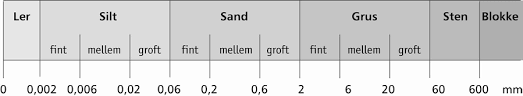 Ler Silt Sand Grus Sten Blokke
fint mellem groft fint mellem groft fint mellem groft
0 0,002 0,006 0,02 0,06 0,2 0,6 2 6 20 60 600 mm